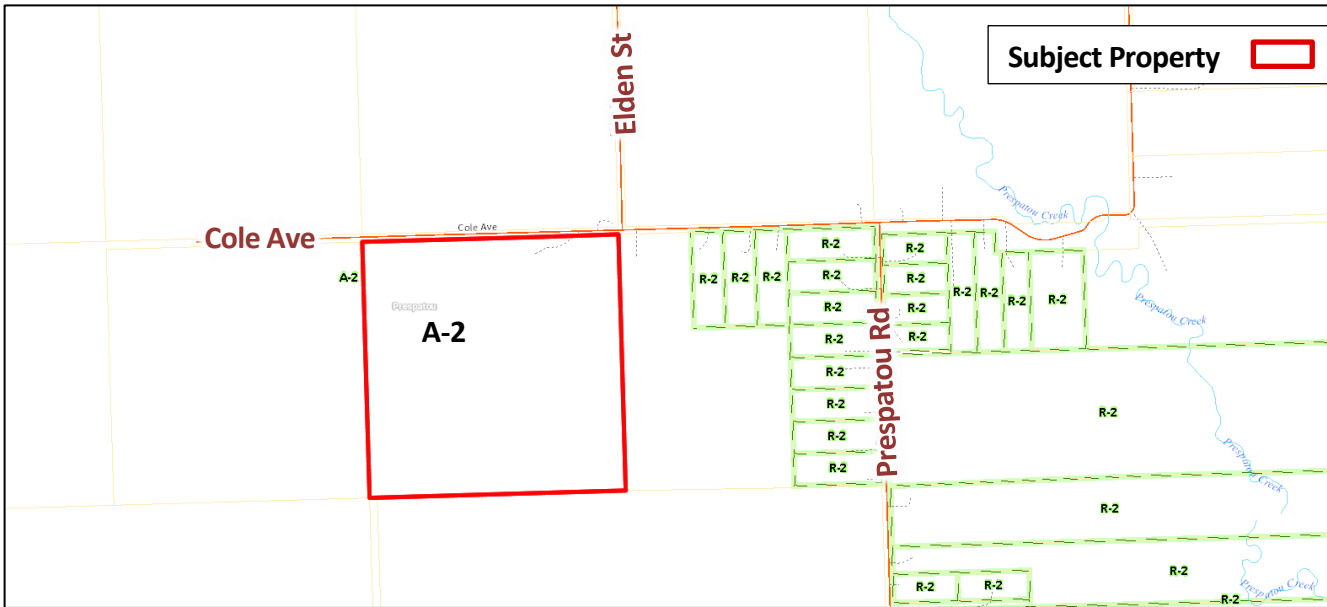 Subject Property
Elden St
Prespatou Creek
Cole Ave
Cole Ave
R-2
R-2
R-2
R-2
R-2
A-2
R-2
R-2
R-2
R-2
R-2
R-2
R-2
Prespatou Creek
Prespatou
R-2
R-2
A-2
R-2
R-2
Prespatou Rd
R-2
R-2
R-2
R-2
Prespatou Creek
R-2
R-2
R-2
R-2
R-2
Prespatou Creek
R-2